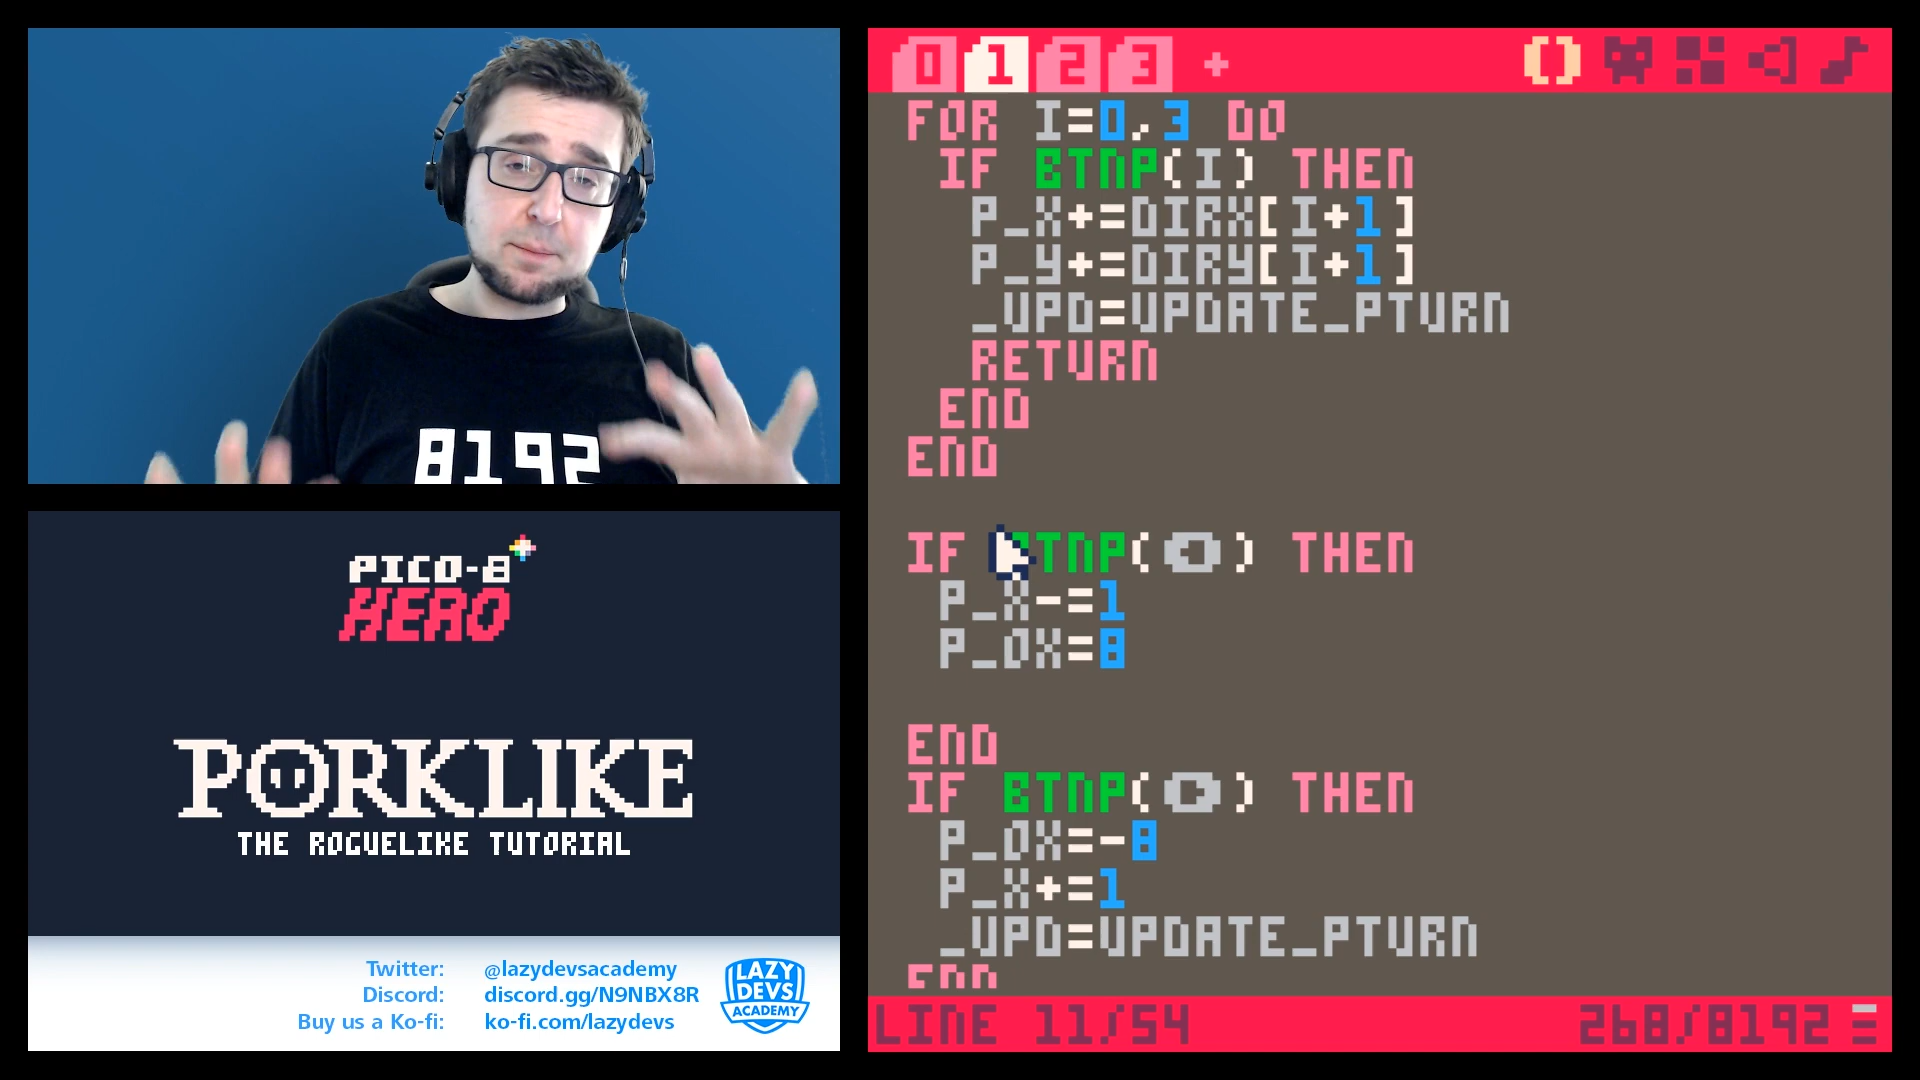 8192
PICO-8
HERO
PORKLIKE
THE ROGUELIKE TUTORIAL
Twitter: @lazydevsacademy
Discord: discord.gg/N9NBX8R
Buy us a Ko-fi: ko-fi.com/lazydevs
LAZY
DEVS
ACADEMY
0 1 2 3 +
FOR I=0,3 DO
IF BTNP(I) THEN
P_X+=DIRX[I+1]
P_Y+=DIRY[I+1]
_UPD=UPDATE_PTURN
RETURN
END
END
IF BTNP(⬅️) THEN
P_X-=1
P_OX=8
END
IF BTNP(➡️) THEN
P_OX=-8
P_X+=1
_UPD=UPDATE_PTURN
END
LINE 11/54
268/8192